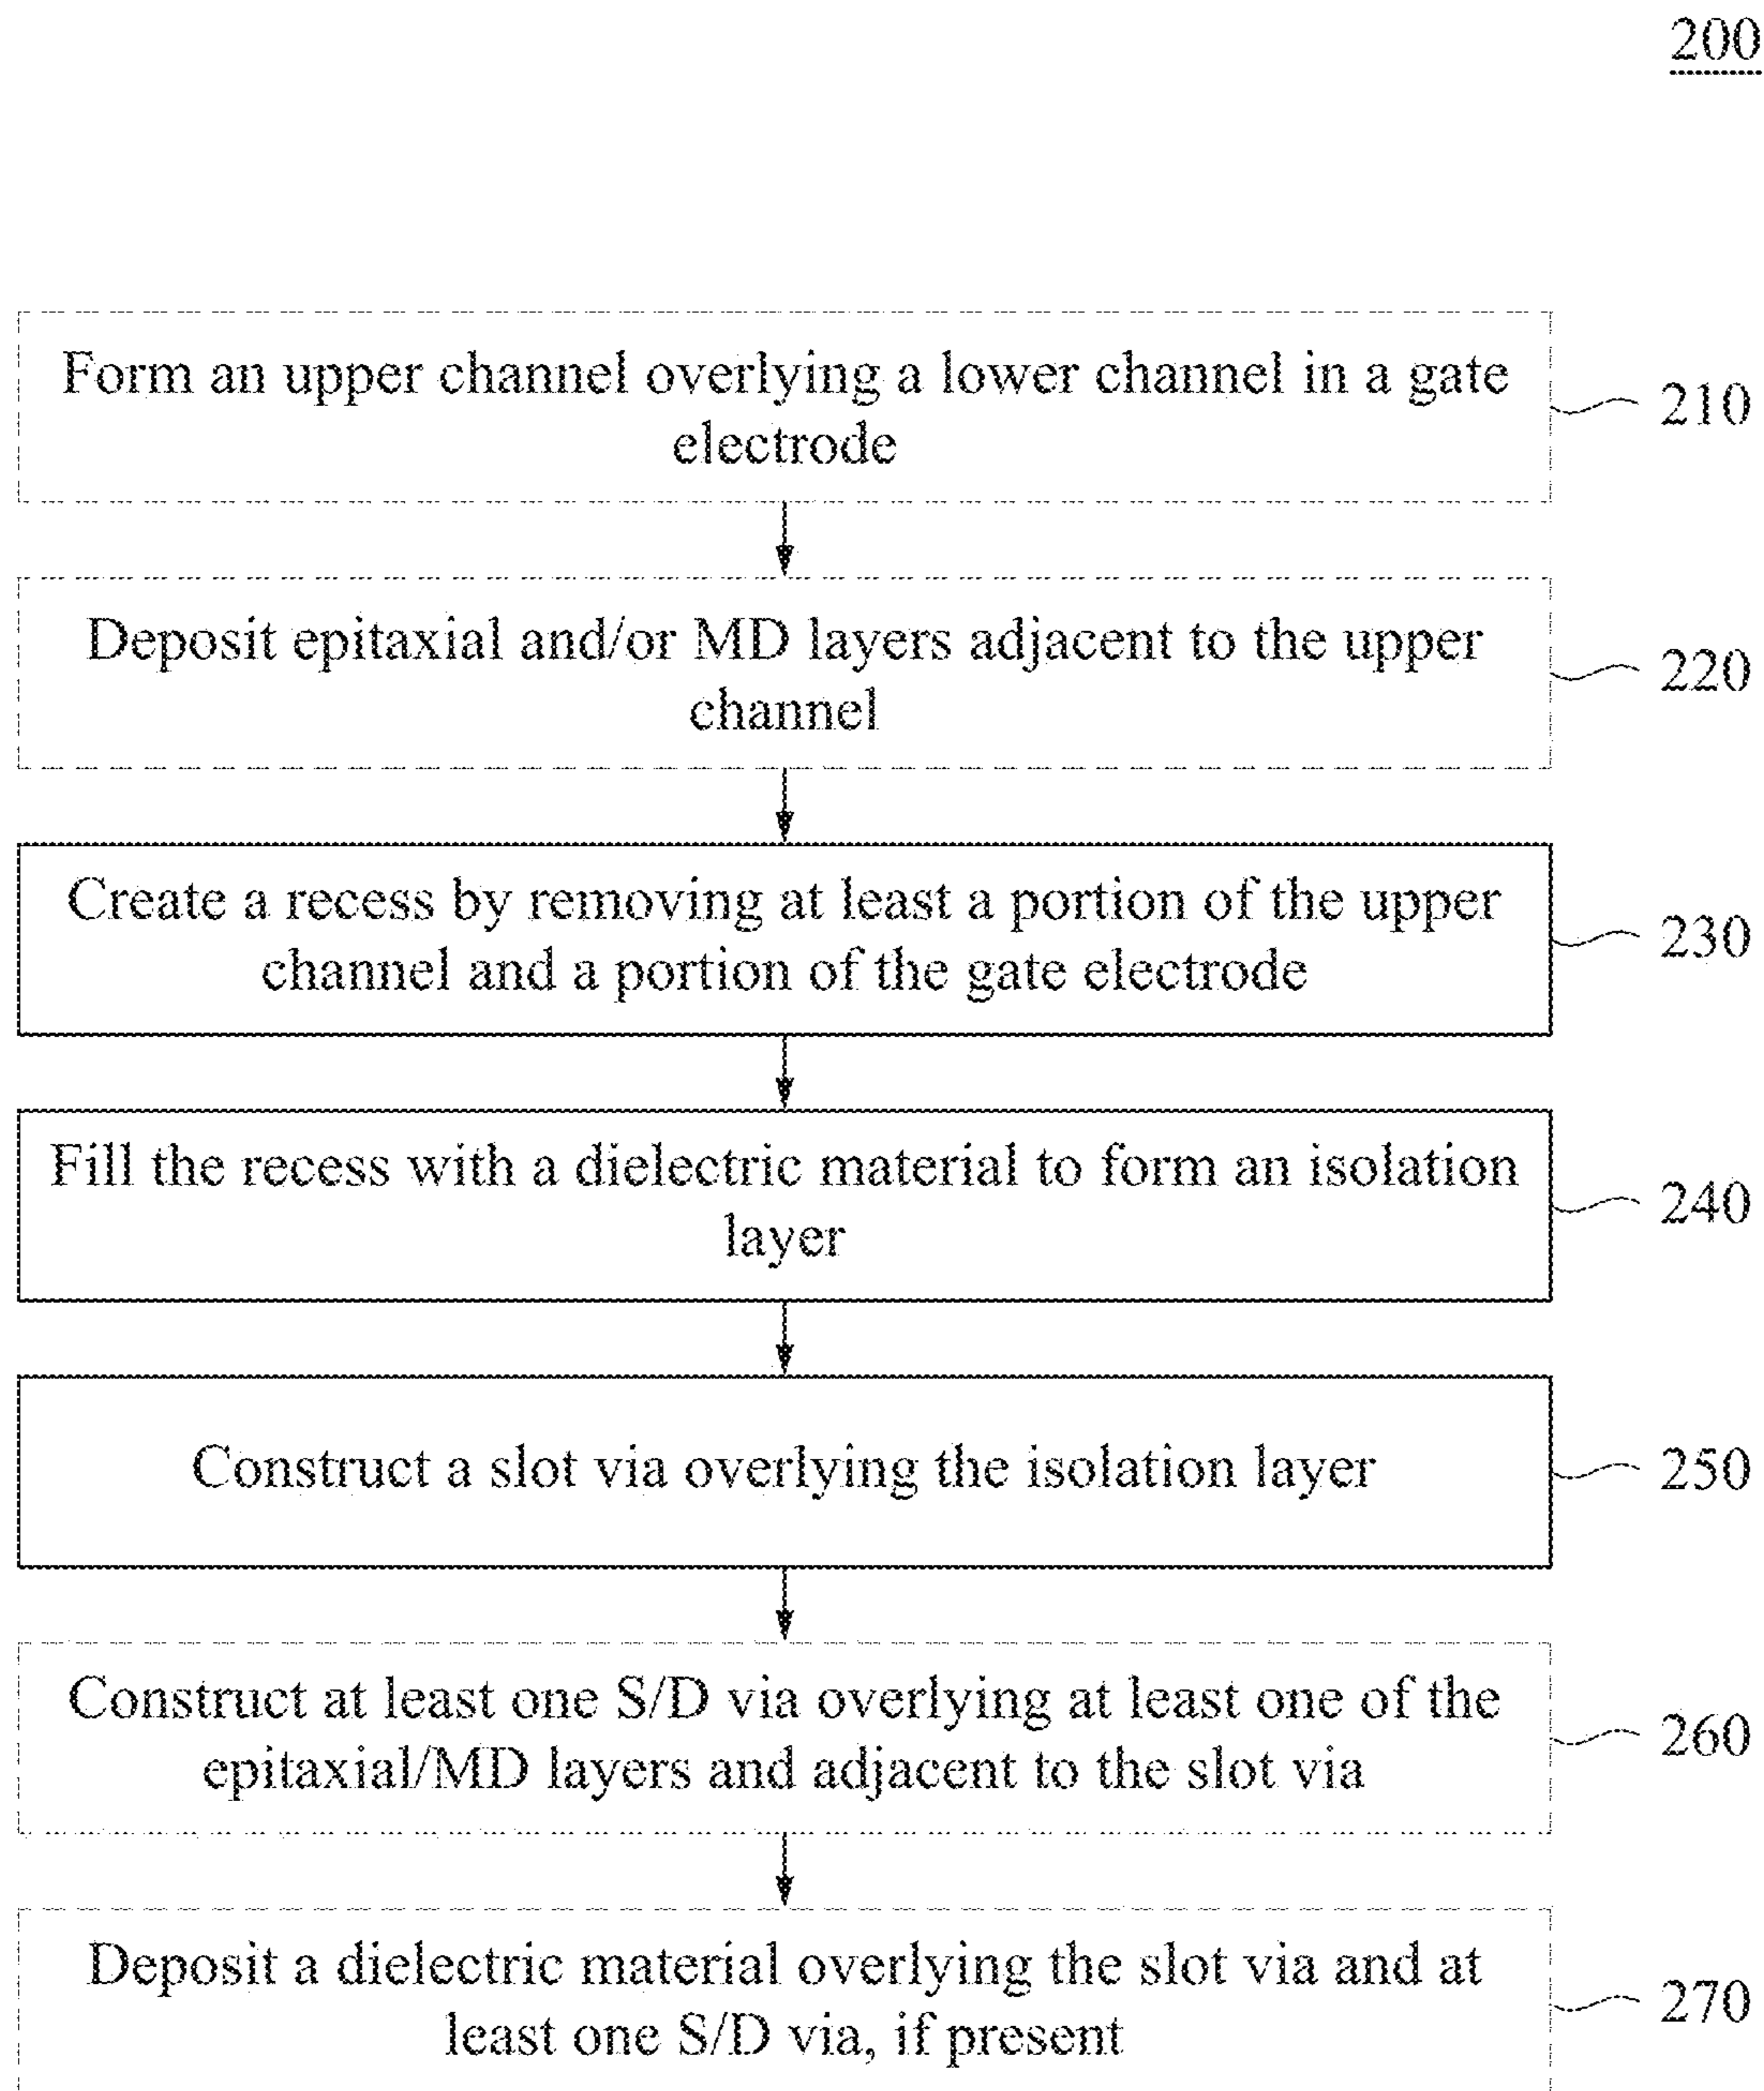 200
Form an upper channel overlying a lower channel in a gate
electrode
210
Deposit epitaxial and/or MD layers adjacent to the upper
channel
220
Create a recess by removing at least a portion of the upper
channel and a portion of the gate electrode
230
Fill the recess with a dielectric material to form an isolation
layer
240
Construct a slot via overlying the isolation layer
250
Construct at least one S/D via overlying at least one of the
epitaxial/MD layers and adjacent to the slot via
260
Deposit a dielectric material overlying the slot via and at
least one S/D via, if present
270